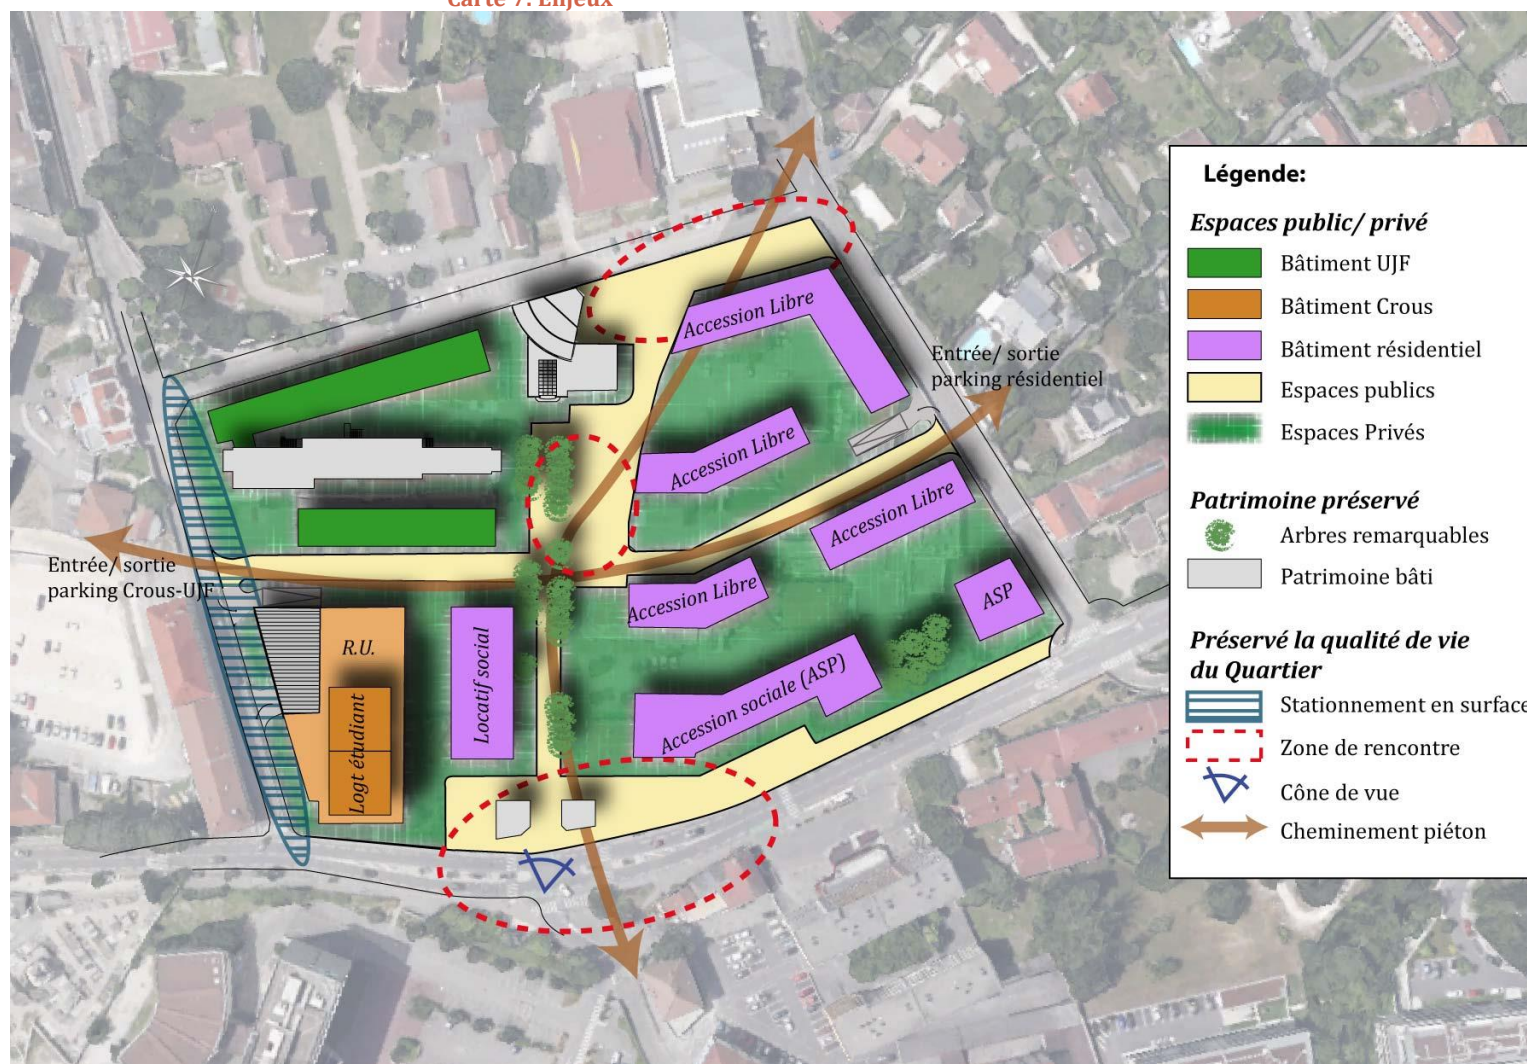 Carte 7: Enjeux
Légende:
Espaces public/ privé
Bâtiment UJF
Bâtiment Crous
Bâtiment résidentiel
Espaces publics
Espaces Privés
Patrimoine préservé
Arbres remarquables
Patrimoine bâti
Préservé la qualité de vie
du Quartier
Stationnement en surface
Zone de rencontre
Cône de vue
Cheminement piéton
Accession Libre
Entrée/ sortie
parking résidentiel
Accession Libre
Accession Libre
Accession Libre
ASP
Entrée/ sortie
parking Crous-UJF
R.U.
Locatif social
Logt étudiant
Accession sociale (ASP)